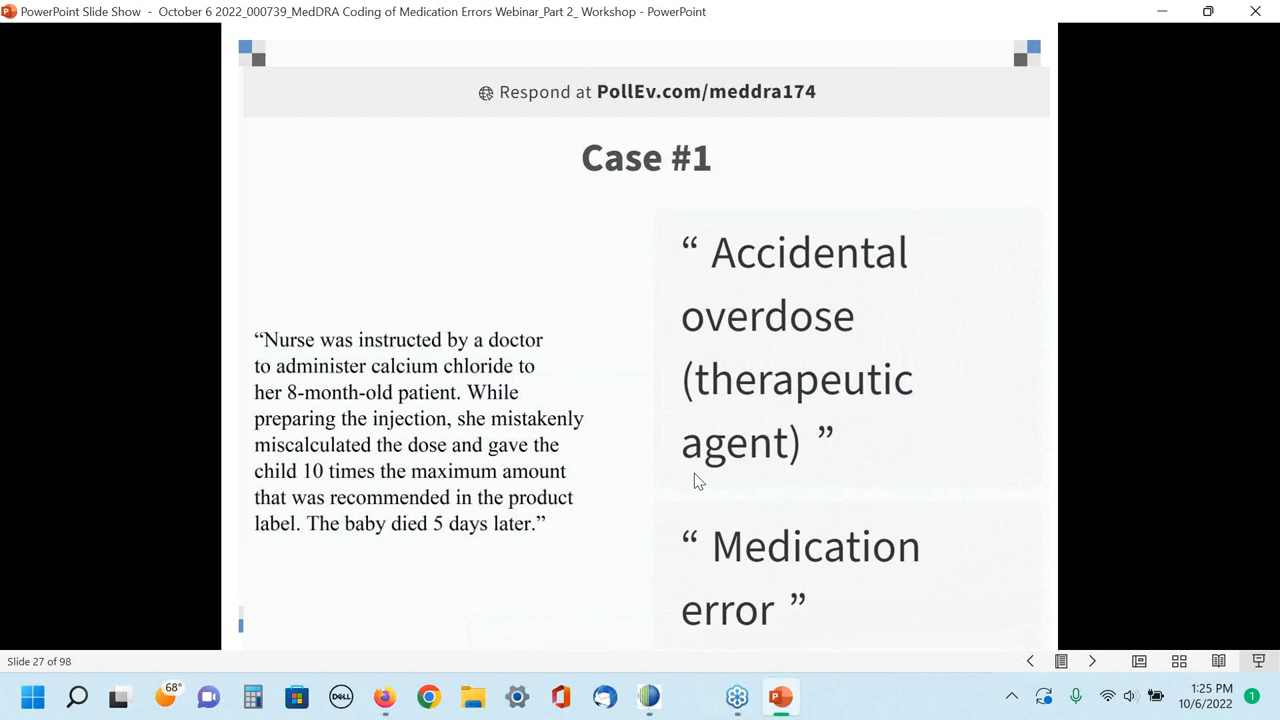 PowerPoint Slide Show - October 6 2022_000739_MedDRA Coding of Medication Errors Webinar_Part 2_ Workshop - PowerPoint
Respond at PollEv.com/meddra174
Case #1
“Nurse was instructed by a doctor
to administer calcium chloride to
her 8-month-old patient. While
preparing the injection, she mistakenly
miscalculated the dose and gave the
child 10 times the maximum amount
that was recommended in the product
label. The baby died 5 days later.”
“ Accidental
overdose
(therapeutic
agent) ”
“ Medication
error ”
Slide 27 of 98
68°
DELL
1:25 PM
10/6/2022
1